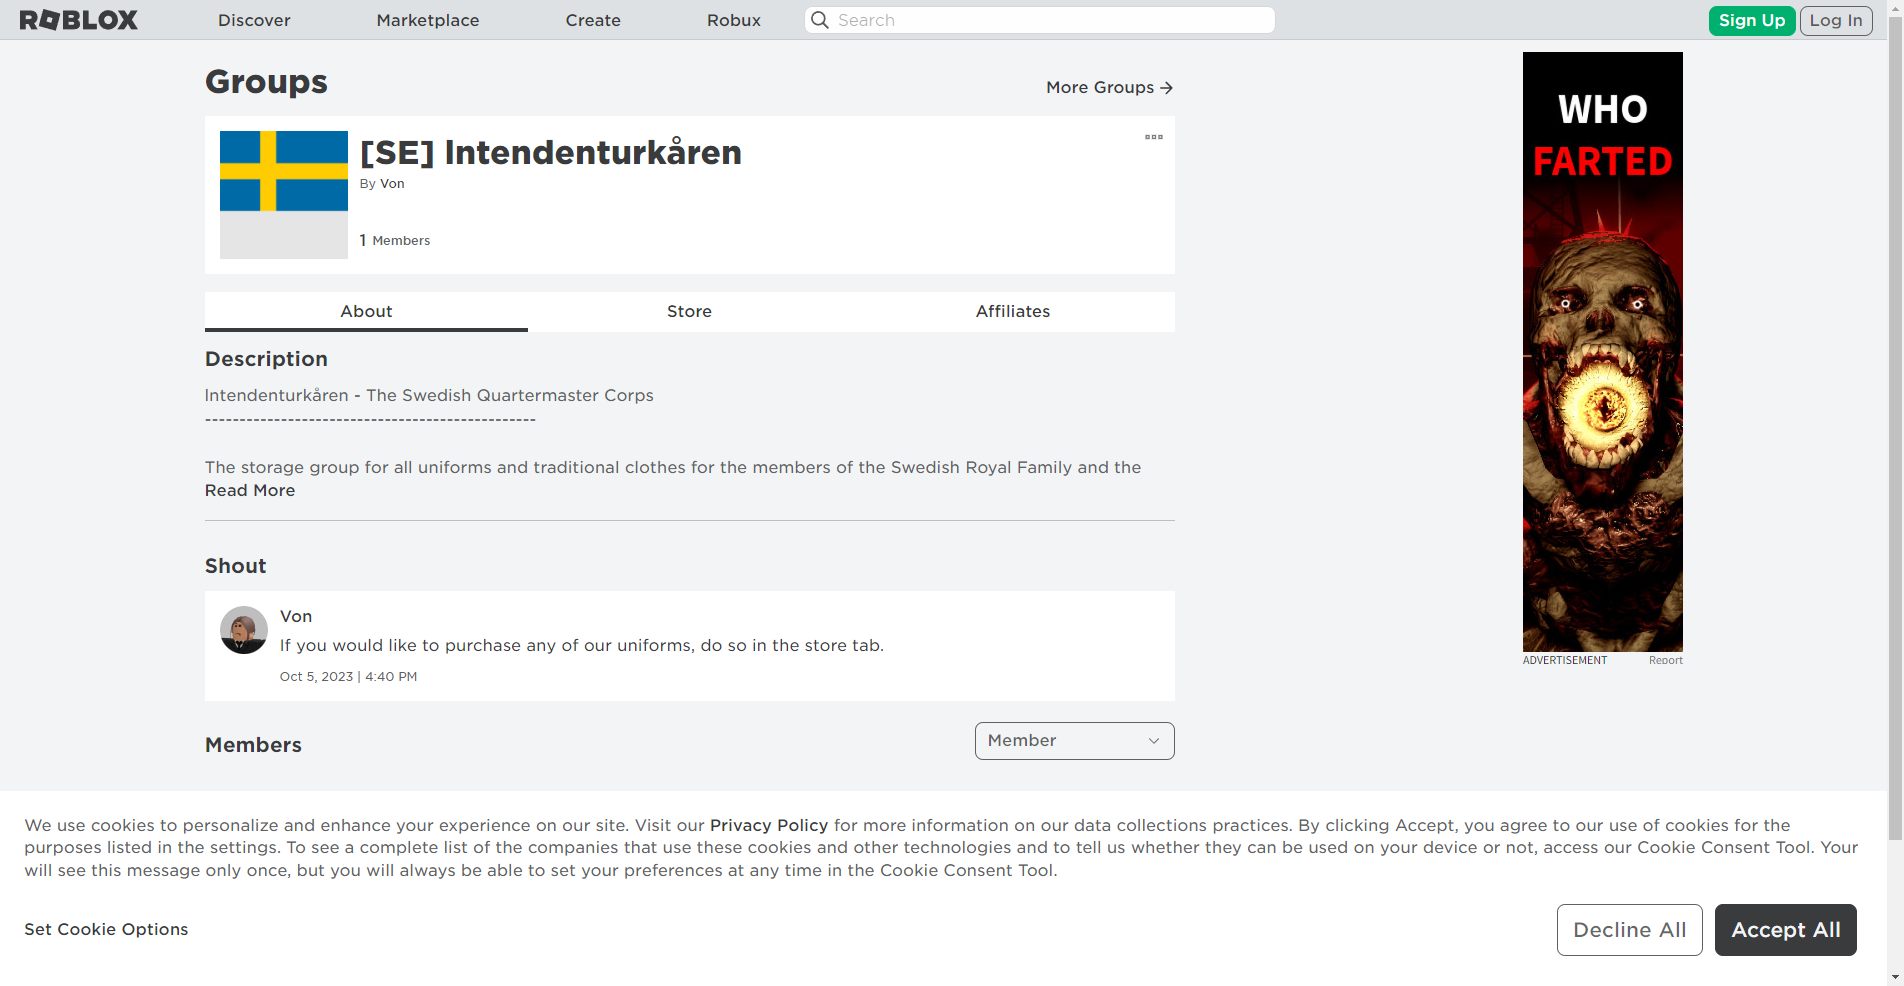 ROBLOX Discover Marketplace Create Robux Search Sign Up Log In
Groups
More Groups
[SE] Intendenturkåren
By Von
1 Members
About Store Affiliates
Description
Intendenturkåren - The Swedish Quartermaster Corps
------------------------------------------------
The storage group for all uniforms and traditional clothes for the members of the Swedish Royal Family and the
Read More
Shout
Von
If you would like to purchase any of our uniforms, do so in the store tab.
Oct 5, 2023 | 4:40 PM
Members
Member
WHO
FARTED
ADVERTISEMENT Report
We use cookies to personalize and enhance your experience on our site. Visit our Privacy Policy for more information on our data collections practices. By clicking Accept, you agree to our use of cookies for the
purposes listed in the settings. To see a complete list of the companies that use these cookies and other technologies and to tell us whether they can be used on your device or not, access our Cookie Consent Tool. Your
will see this message only once, but you will always be able to set your preferences at any time in the Cookie Consent Tool.
Set Cookie Options
Decline All
Accept All